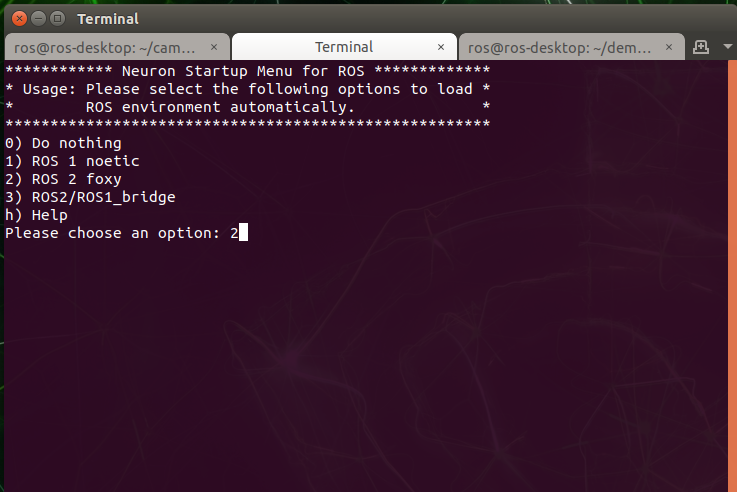 Terminal
ros@ros-desktop: ~/cam... × Terminal × ros@ros-desktop: ~/dem... ×
************ Neuron Startup Menu for ROS *************
* Usage: Please select the following options to load *
*        ROS environment automatically.              *
******************************************************
0) Do nothing
1) ROS 1 noetic
2) ROS 2 foxy
3) ROS2/ROS1_bridge
h) Help
Please choose an option: 2